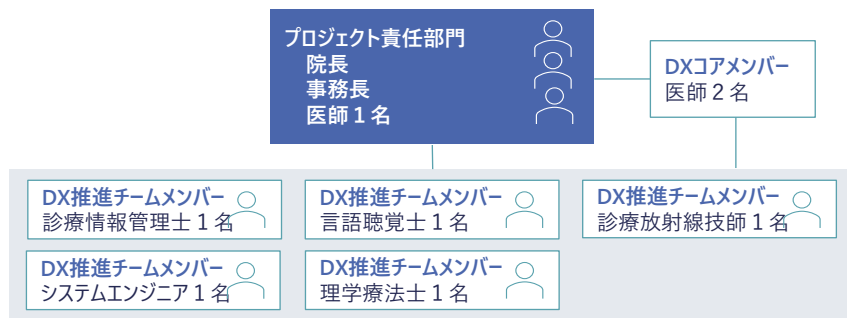 プロジェクト責任部門
院長
事務長
医師１名
DXコアメンバー
医師２名
DX推進チームメンバー
診療情報管理士１名
DX推進チームメンバー
言語聴覚士１名
DX推進チームメンバー
診療放射線技師１名
DX推進チームメンバー
システムエンジニア１名
DX推進チームメンバー
理学療法士１名